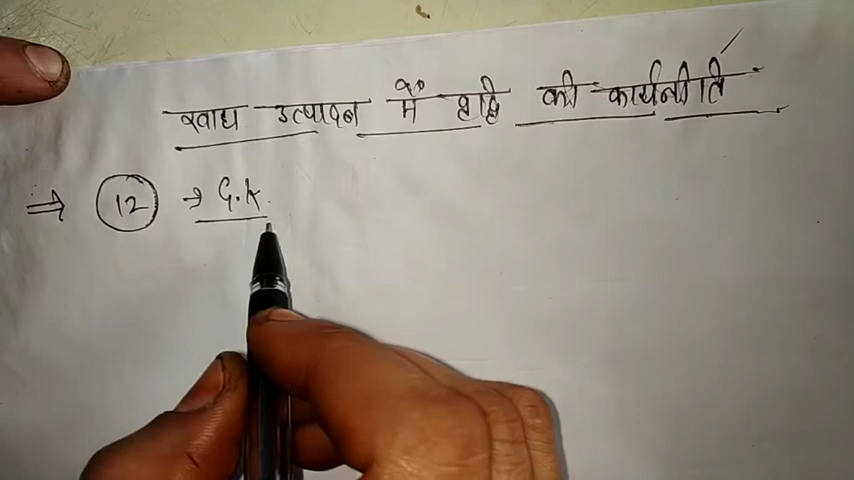 खाद्य उत्पादन में वृद्धि की कार्यनीति
⇒ 12 → G.K